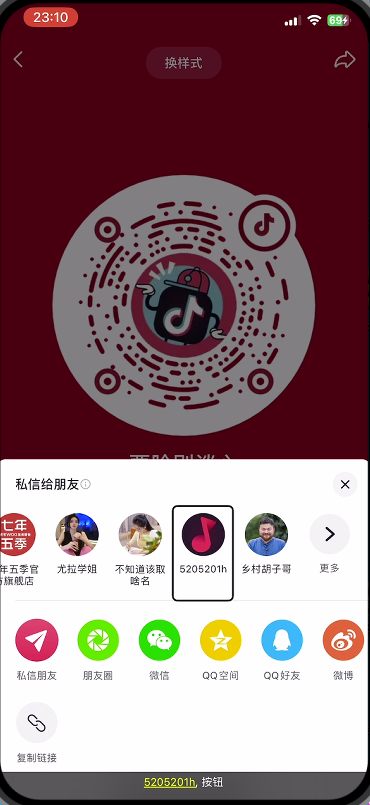 23:10
69
换样式
私信给朋友
七年
五季
年五季官
方旗舰店
尤拉学姐
不知道该取
啥名
5205201h
乡村胡子哥
更多
私信朋友
朋友圈
微信
QQ空间
QQ好友
微博
复制链接
5205201h, 按钮